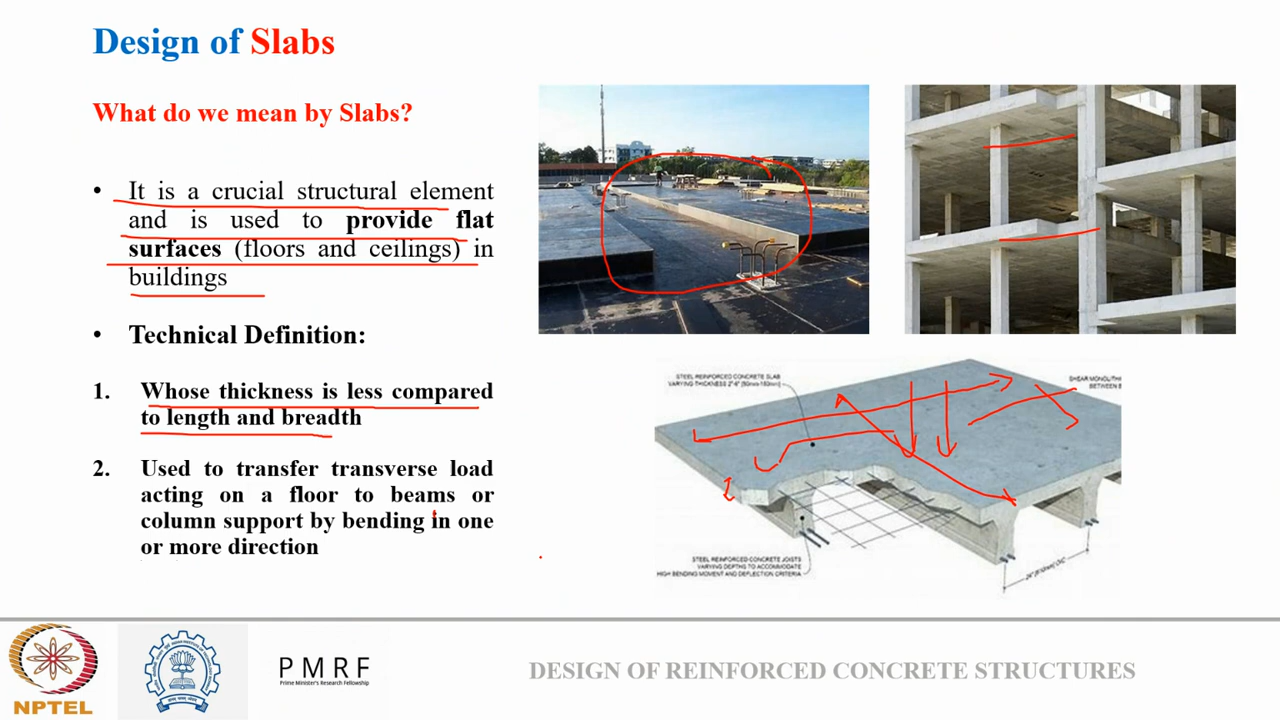 Design of Slabs
What do we mean by Slabs?
• It is a crucial structural element
and is used to provide flat
surfaces (floors and ceilings) in
buildings
• Technical Definition:
1. Whose thickness is less compared
to length and breadth
2. Used to transfer transverse load
acting on a floor to beams or
column support by bending in one
or more direction
STEEL REINFORCED CONCRETE SLAB
VARYING THICKNESS
SHEAR MONOLITH
BETWEEN
STEEL REINFORCED CONCRETE JOISTS
VARYING DEPTHS TO ACCOMMODATE
HIGH BENDING MOMENT AND DEFLECTION CRITERIA
NPTEL
PMRF
Prime Minister's Research Fellowship
DESIGN OF REINFORCED CONCRETE STRUCTURES